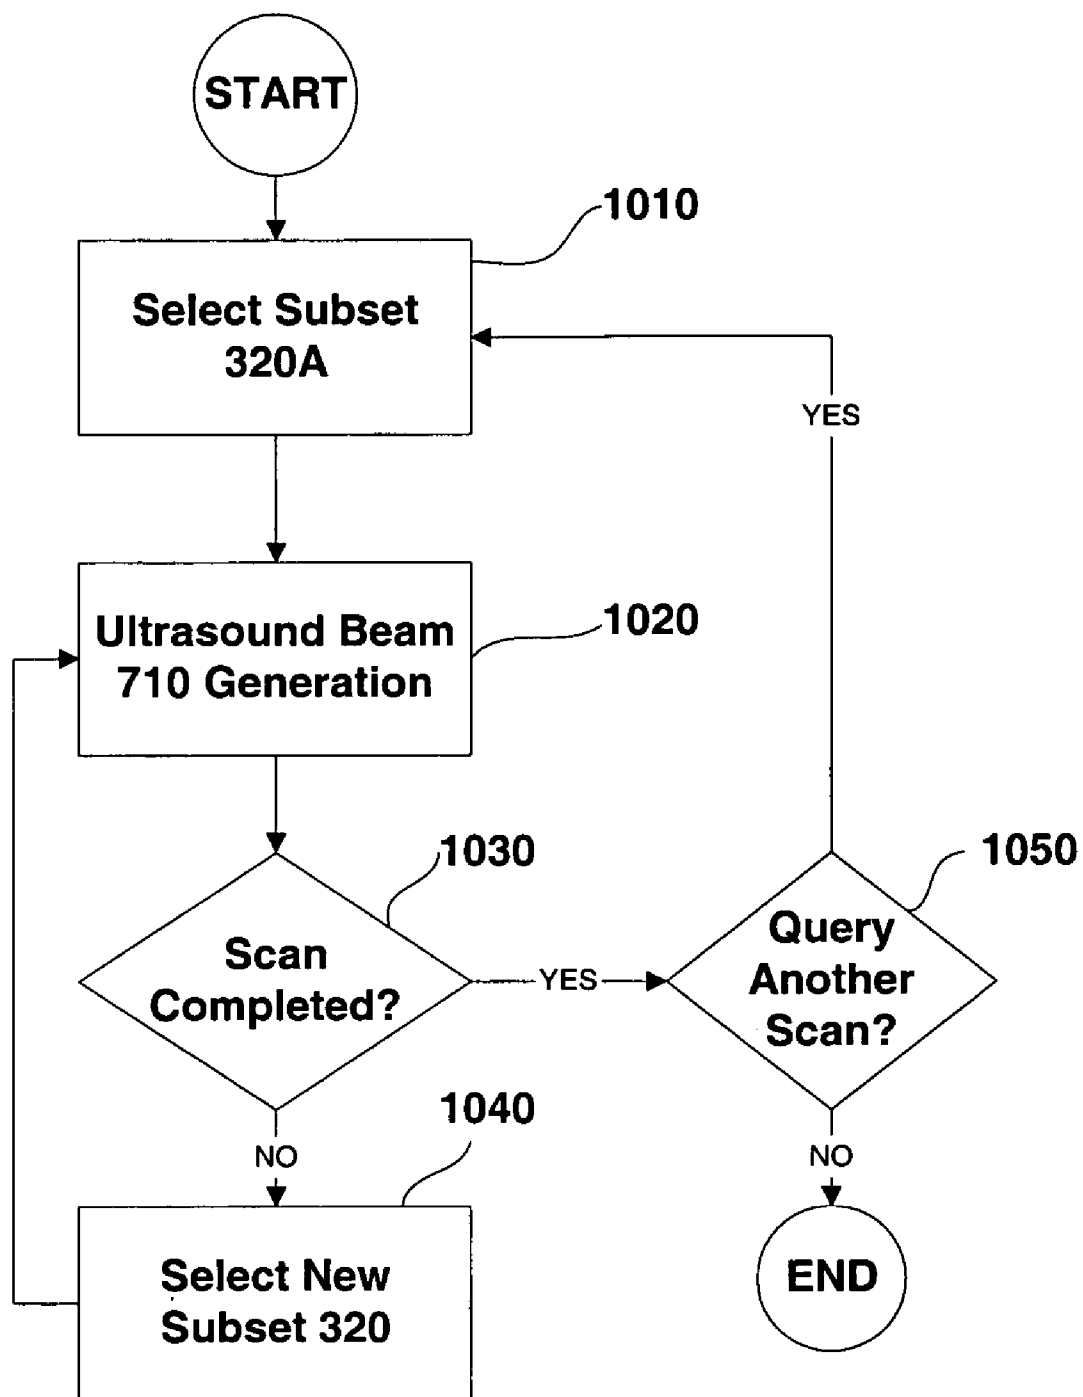 START
1010
Select Subset
320A
YES
Ultrasound Beam
710 Generation
1020
1030
Scan
Completed?
YES
1050
Query
Another
Scan?
NO
1040
Select New
Subset 320
NO
END